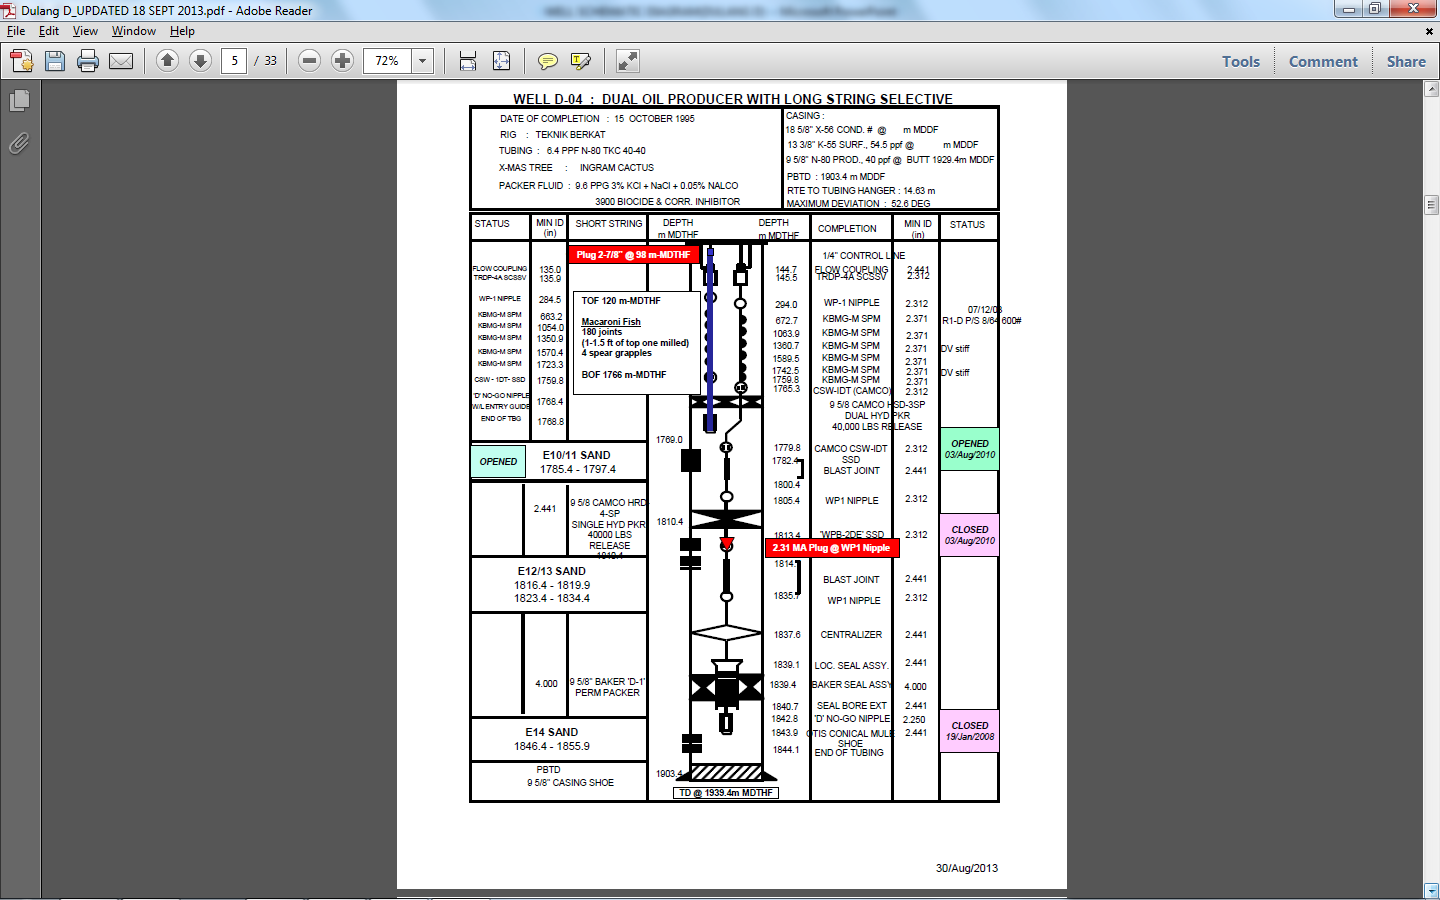 Dulang D_UPDATED 18 SEPT 2013.pdf - Adobe Reader
File Edit View Window Help
5 / 33 72% Tools Comment Share
WELL D-04 : DUAL OIL PRODUCER WITH LONG STRING SELECTIVE
DATE OF COMPLETION : 15 OCTOBER 1995
RIG : TEKNIK BERKAT
TUBING : 6.4 PPF N-80 TKC 40-40
X-MAS TREE : INGRAM CACTUS
PACKER FLUID : 9.6 PPG 3% KCl + NaCl + 0.05% NALCO
3900 BIOCIDE & CORR. INHIBITOR
CASING :
18 5/8" X-56 COND. # @ m MDDF
13 3/8" K-55 SURF., 54.5 ppf @ m MDDF
9 5/8" N-80 PROD., 40 ppf @ BUTT 1929.4m MDDF
PBTD : 1903.4 m MDDF
RTE TO TUBING HANGER : 14.63 m
MAXIMUM DEVIATION : 52.6 DEG
STATUS
MIN ID
(in)
SHORT STRING
DEPTH
m MDTHF
DEPTH
m MDTHF
COMPLETION
MIN ID
(in)
STATUS
Plug 2-7/8" @ 98 m-MDTHF
1/4" CONTROL LINE
FLOW COUPLING 135.0
TRDP-4A SCSSV 135.9
WP-1 NIPPLE 284.5
KBMG-M SPM 663.2
KBMG-M SPM 1054.0
KBMG-M SPM 1350.9
KBMG-M SPM 1570.4
KBMG-M SPM 1723.3
CSW - 1DT- SSD 1759.8
'D' NO-GO NIPPLE
1768.4
W/L ENTRY GUIDE
END OF TBG 1768.8
TOF 120 m-MDTHF
Macaroni Fish
180 joints
(1-1.5 ft of top one milled)
4 spear grapples
BOF 1766 m-MDTHF
144.7 FLOW COUPLING 2.441
145.5 TRDP-4A SCSSV 2.312
294.0 WP-1 NIPPLE 2.312
07/12/03
672.7 KBMG-M SPM 2.371 R1-D P/S 8/64 600#
1063.9 KBMG-M SPM 2.371
1360.7 KBMG-M SPM 2.371 DV stiff
1589.5 KBMG-M SPM 2.371
1742.5 KBMG-M SPM 2.371 DV stiff
1759.8 KBMG-M SPM 2.371
1765.3 CSW-IDT (CAMCO) 2.312
9 5/8 CAMCO HSD-3SP
DUAL HYD PKR
40,000 LBS RELEASE
1769.0
OPENED
E10/11 SAND
1785.4 - 1797.4
1779.8 CAMCO CSW-IDT 2.312
SSD
1782.4
BLAST JOINT 2.441
OPENED
03/Aug/2010
1800.4
1805.4 WP1 NIPPLE 2.312
2.441
9 5/8 CAMCO HRD-
4-SP
SINGLE HYD PKR
40000 LBS
RELEASE
1810.4
1813.4 'WPB-2DE' SSD 2.312
CLOSED
03/Aug/2010
2.31 MA Plug @ WP1 Nipple
E12/13 SAND
1816.4 - 1819.9
1823.4 - 1834.4
BLAST JOINT 2.441
1835.7 WP1 NIPPLE 2.312
1837.6 CENTRALIZER 2.441
1839.1 LOC. SEAL ASSY. 2.441
4.000
9 5/8" BAKER 'D-1'
PERM PACKER
1839.4 BAKER SEAL ASSY 4.000
1840.7 SEAL BORE EXT 2.441
1842.8 'D' NO-GO NIPPLE 2.250
1843.9 OTIS CONICAL MULE 2.441
SHOE
1844.1 END OF TUBING
CLOSED
19/Jan/2008
E14 SAND
1846.4 - 1855.9
PBTD 1903.4
9 5/8" CASING SHOE
TD @ 1939.4m MDTHF
30/Aug/2013